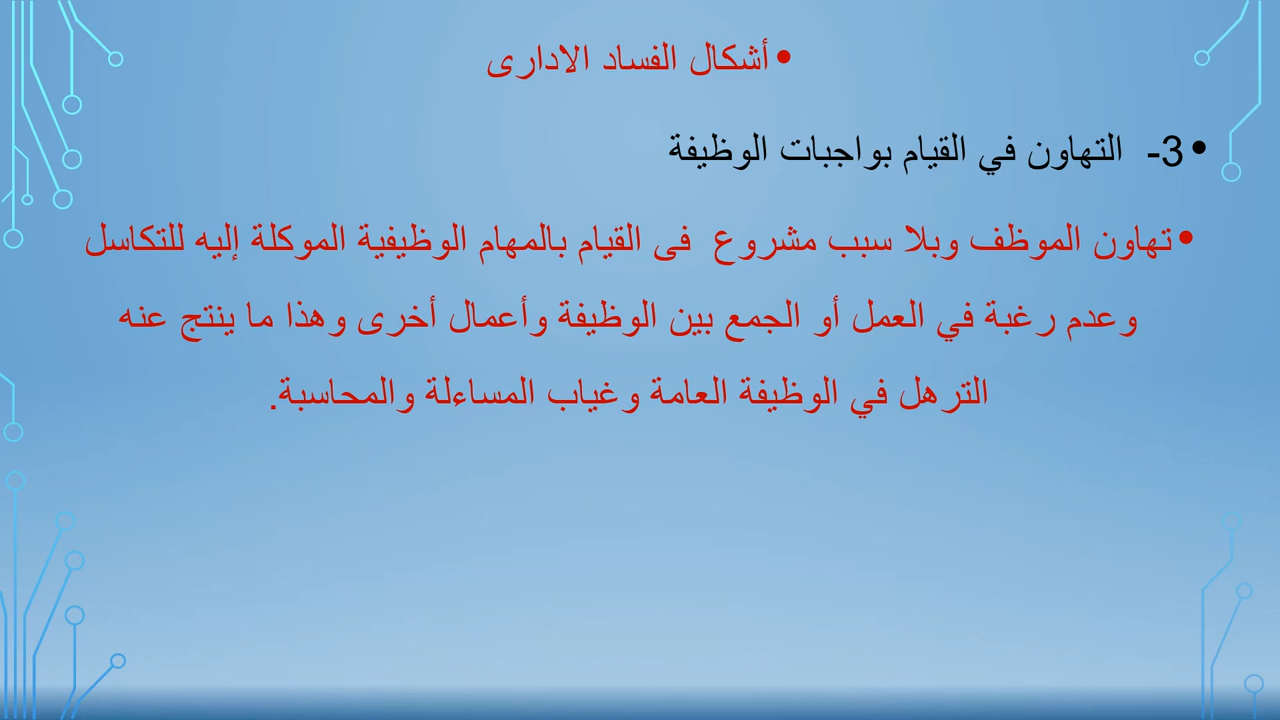 •أشكال الفساد الادارى
•3- التهاون في القيام بواجبات الوظيفة
•تهاون الموظف وبلا سبب مشروع فى القيام بالمهام الوظيفية الموكلة إليه للتكاسل
وعدم رغبة في العمل أو الجمع بين الوظيفة وأعمال أخرى وهذا ما ينتج عنه
الترهل في الوظيفة العامة وغياب المساءلة والمحاسبة.